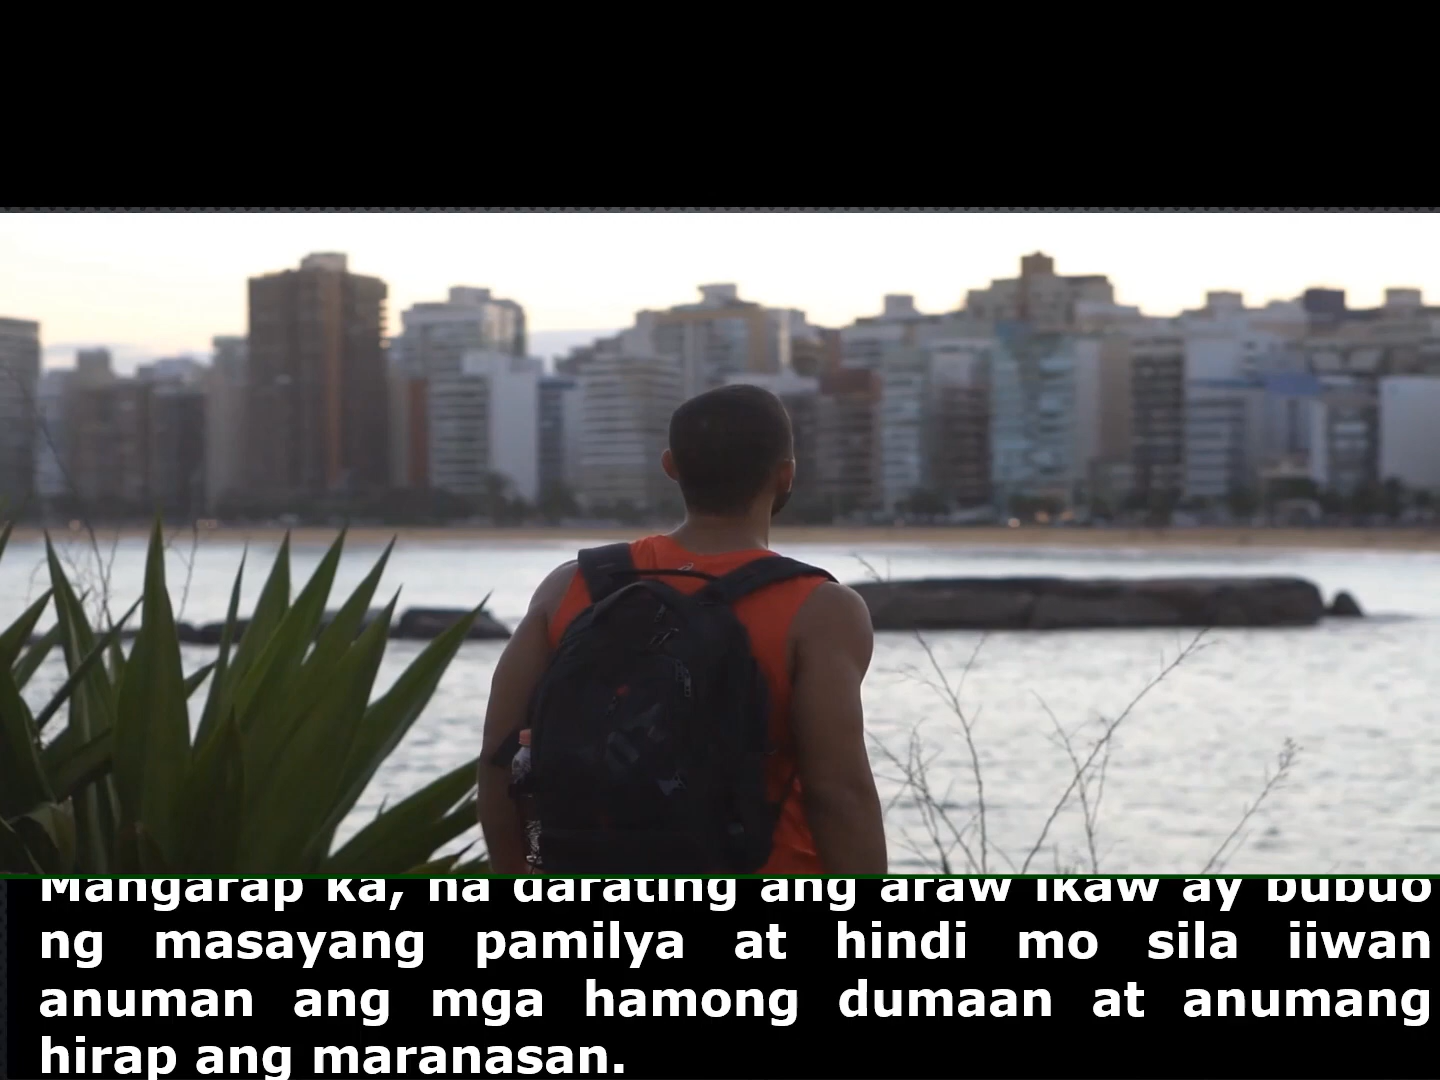 Mangarap ka, na darating ang araw ikaw ay bubuo
ng masayang pamilya at hindi mo sila iiwan
anuman ang mga hamong dumaan at anumang
hirap ang maranasan.